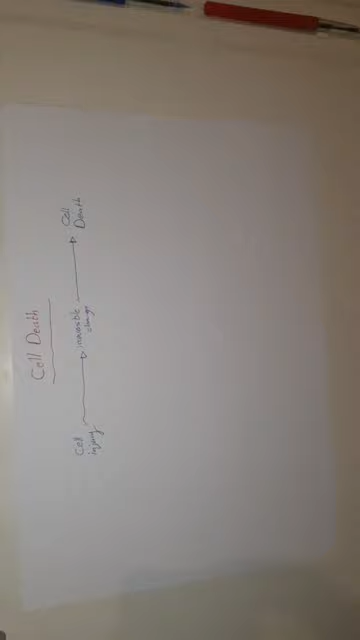 Cell Death
Cell
injury
irreversible
change
Cell
Death